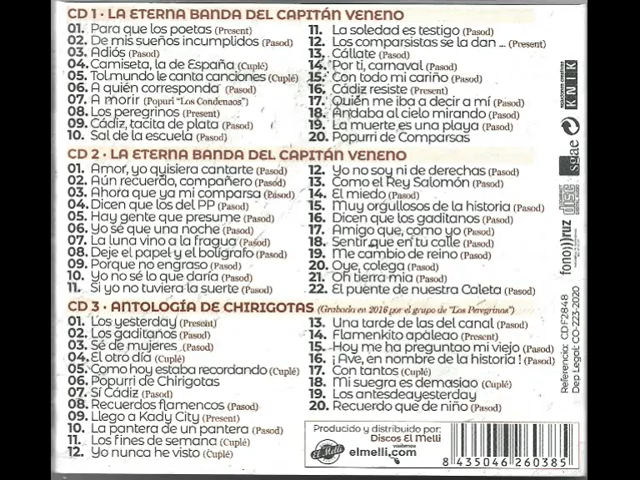 CD 1 · LA ETERNA BANDA DEL CAPITÁN VENENO
01. Para que los poetas (Present)
02. De mis sueños incumplidos (Pasod)
03. Adiós (Pasod)
04. Camiseta, la de España (Cuplé)
05. Tolmundo le canta canciones (Cuplé)
06. A quién corresponda (Pasod)
07. A morir (Popurí "Los Condenaos")
08. Los peregrinos (Present)
09. Cádiz, tacita de plata (Pasod)
10. Sal de la escuela (Pasod)
11. La soledad es testigo (Pasod)
12. Los comparsistas se la dan ... (Present)
13. Cállate (Pasod)
14. Por ti, carnaval (Pasod)
15. Con todo mi cariño (Pasod)
16. Cádiz resiste (Present)
17. Quién me iba a decir a mí (Pasod)
18. Andaba al cielo mirando (Pasod)
19. La muerte es una playa (Pasod)
20. Popurri de Comparsas
CD 2 · LA ETERNA BANDA DEL CAPITÁN VENENO
01. Amor, yo quisiera cantarte (Pasod)
02. Aún recuerdo, compañero (Pasod)
03. Ahora que ya mi comparsa (Pasod)
04. Dicen que los del PP (Pasod)
05. Hay gente que presume (Pasod)
06. Yo sé que una noche (Pasod)
07. La luna vino a la fragua (Pasod)
08. Deje el papel y el bolígrafo (Pasod)
09. Porque no engraso (Pasod)
10. Yo no sé lo que daría (Pasod)
11. Si yo no tuviera la suerte (Pasod)
12. Yo no soy ni de derechas (Pasod)
13. Como el Rey Salomón (Pasod)
14. El miedo (Pasod)
15. Muy orgullosos de la historia (Pasod)
16. Dicen que los gaditanos (Pasod)
17. Amigo que, como yo (Pasod)
18. Sentir que en tu calle (Pasod)
19. Me cambio de reino (Pasod)
20. Oye, colega (Pasod)
21. Oh tierra mía (Pasod)
22. El puente de nuestra Caleta (Pasod)
CD 3 · ANTOLOGÍA DE CHIRIGOTAS (Grabada en 2016 por el grupo de "Los Peregrinos")
01. Los yesterday (Present)
02. Los gaditanos (Pasod)
03. Sé de mujeres (Pasod)
04. El otro día (Cuplé)
05. Como hoy estaba recordando (Cuplé)
06. Popurri de Chirigotas
07. Sí Cádiz (Pasod)
08. Recuerdos flamencos (Pasod)
09. Llego a Kady City (Present)
10. La pantera de un pantera (Pasod)
11. Los fines de semana (Cuplé)
12. Yo nunca he visto (Cuplé)
13. Una tarde de las del canal (Pasod)
14. Flamenkito apaleao (Present)
15. Hoy me ha preguntao mi viejo (Pasod)
16. ¡ Ave, en nombre de la historia ! (Pasod)
17. Con tantos (Cuplé)
18. Mi suegra es demasiao (Cuplé)
19. Los antesdeayesterday
20. Recuerdo que de niño (Pasod)
KNIK
sgae
disc
fono)))ruz
Referencia: CDF2848
Dep Legal: CO-223-2020
Producido y distribuido por:
Discos El Melli
El Melli
elmelli.com
8 435046 260385